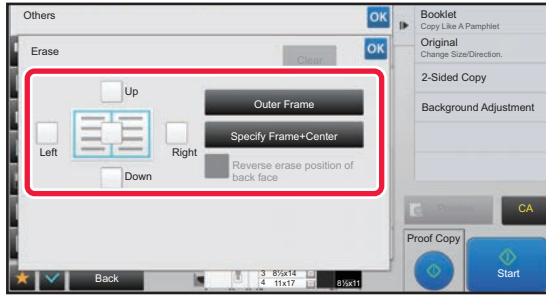 Others
OK
Erase
Clear
OK
Up
Left
Right
Down
Outer Frame
Specify Frame+Center
Reverse erase position of
back face
Back
3 8½x14
4 11x17
8½x11
Booklet
Copy Like A Pamphlet
Original
Change Size/Direction.
2-Sided Copy
Background Adjustment
Preview
CA
Proof Copy
Start